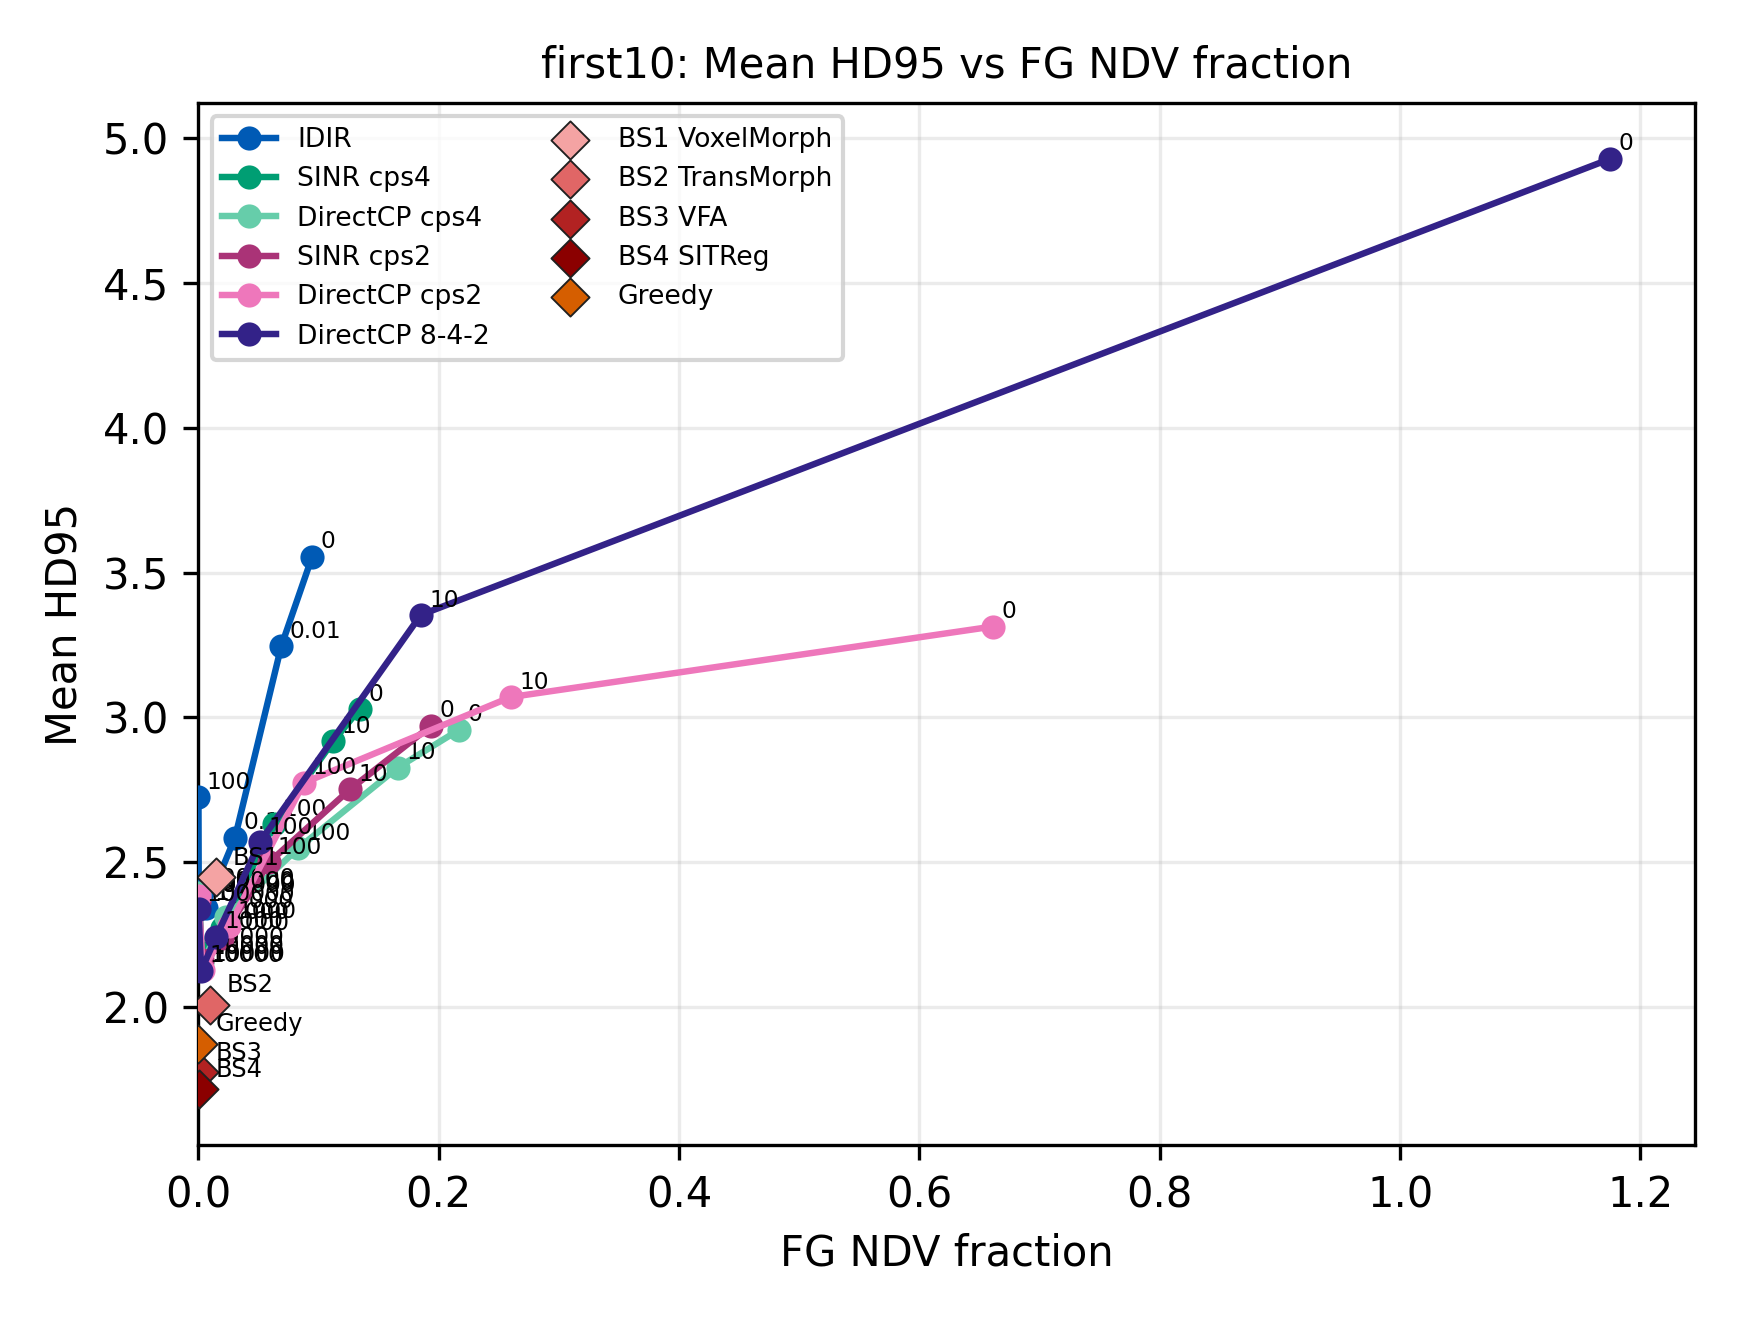 first10: Mean HD95 vs FG NDV fraction
IDIR
SINR cps4
DirectCP cps4
SINR cps2
DirectCP cps2
DirectCP 8-4-2
BS1 VoxelMorph
BS2 TransMorph
BS3 VFA
BS4 SITReg
Greedy
5.0
4.5
4.0
3.5
3.0
2.5
2.0
Mean HD95
0
0
0.01
10
0
10
0
10
0
0
10
10
100
100
10
100
100
100
BS1
BS2
Greedy
BS3
BS4
0.0 0.2 0.4 0.6 0.8 1.0 1.2
FG NDV fraction